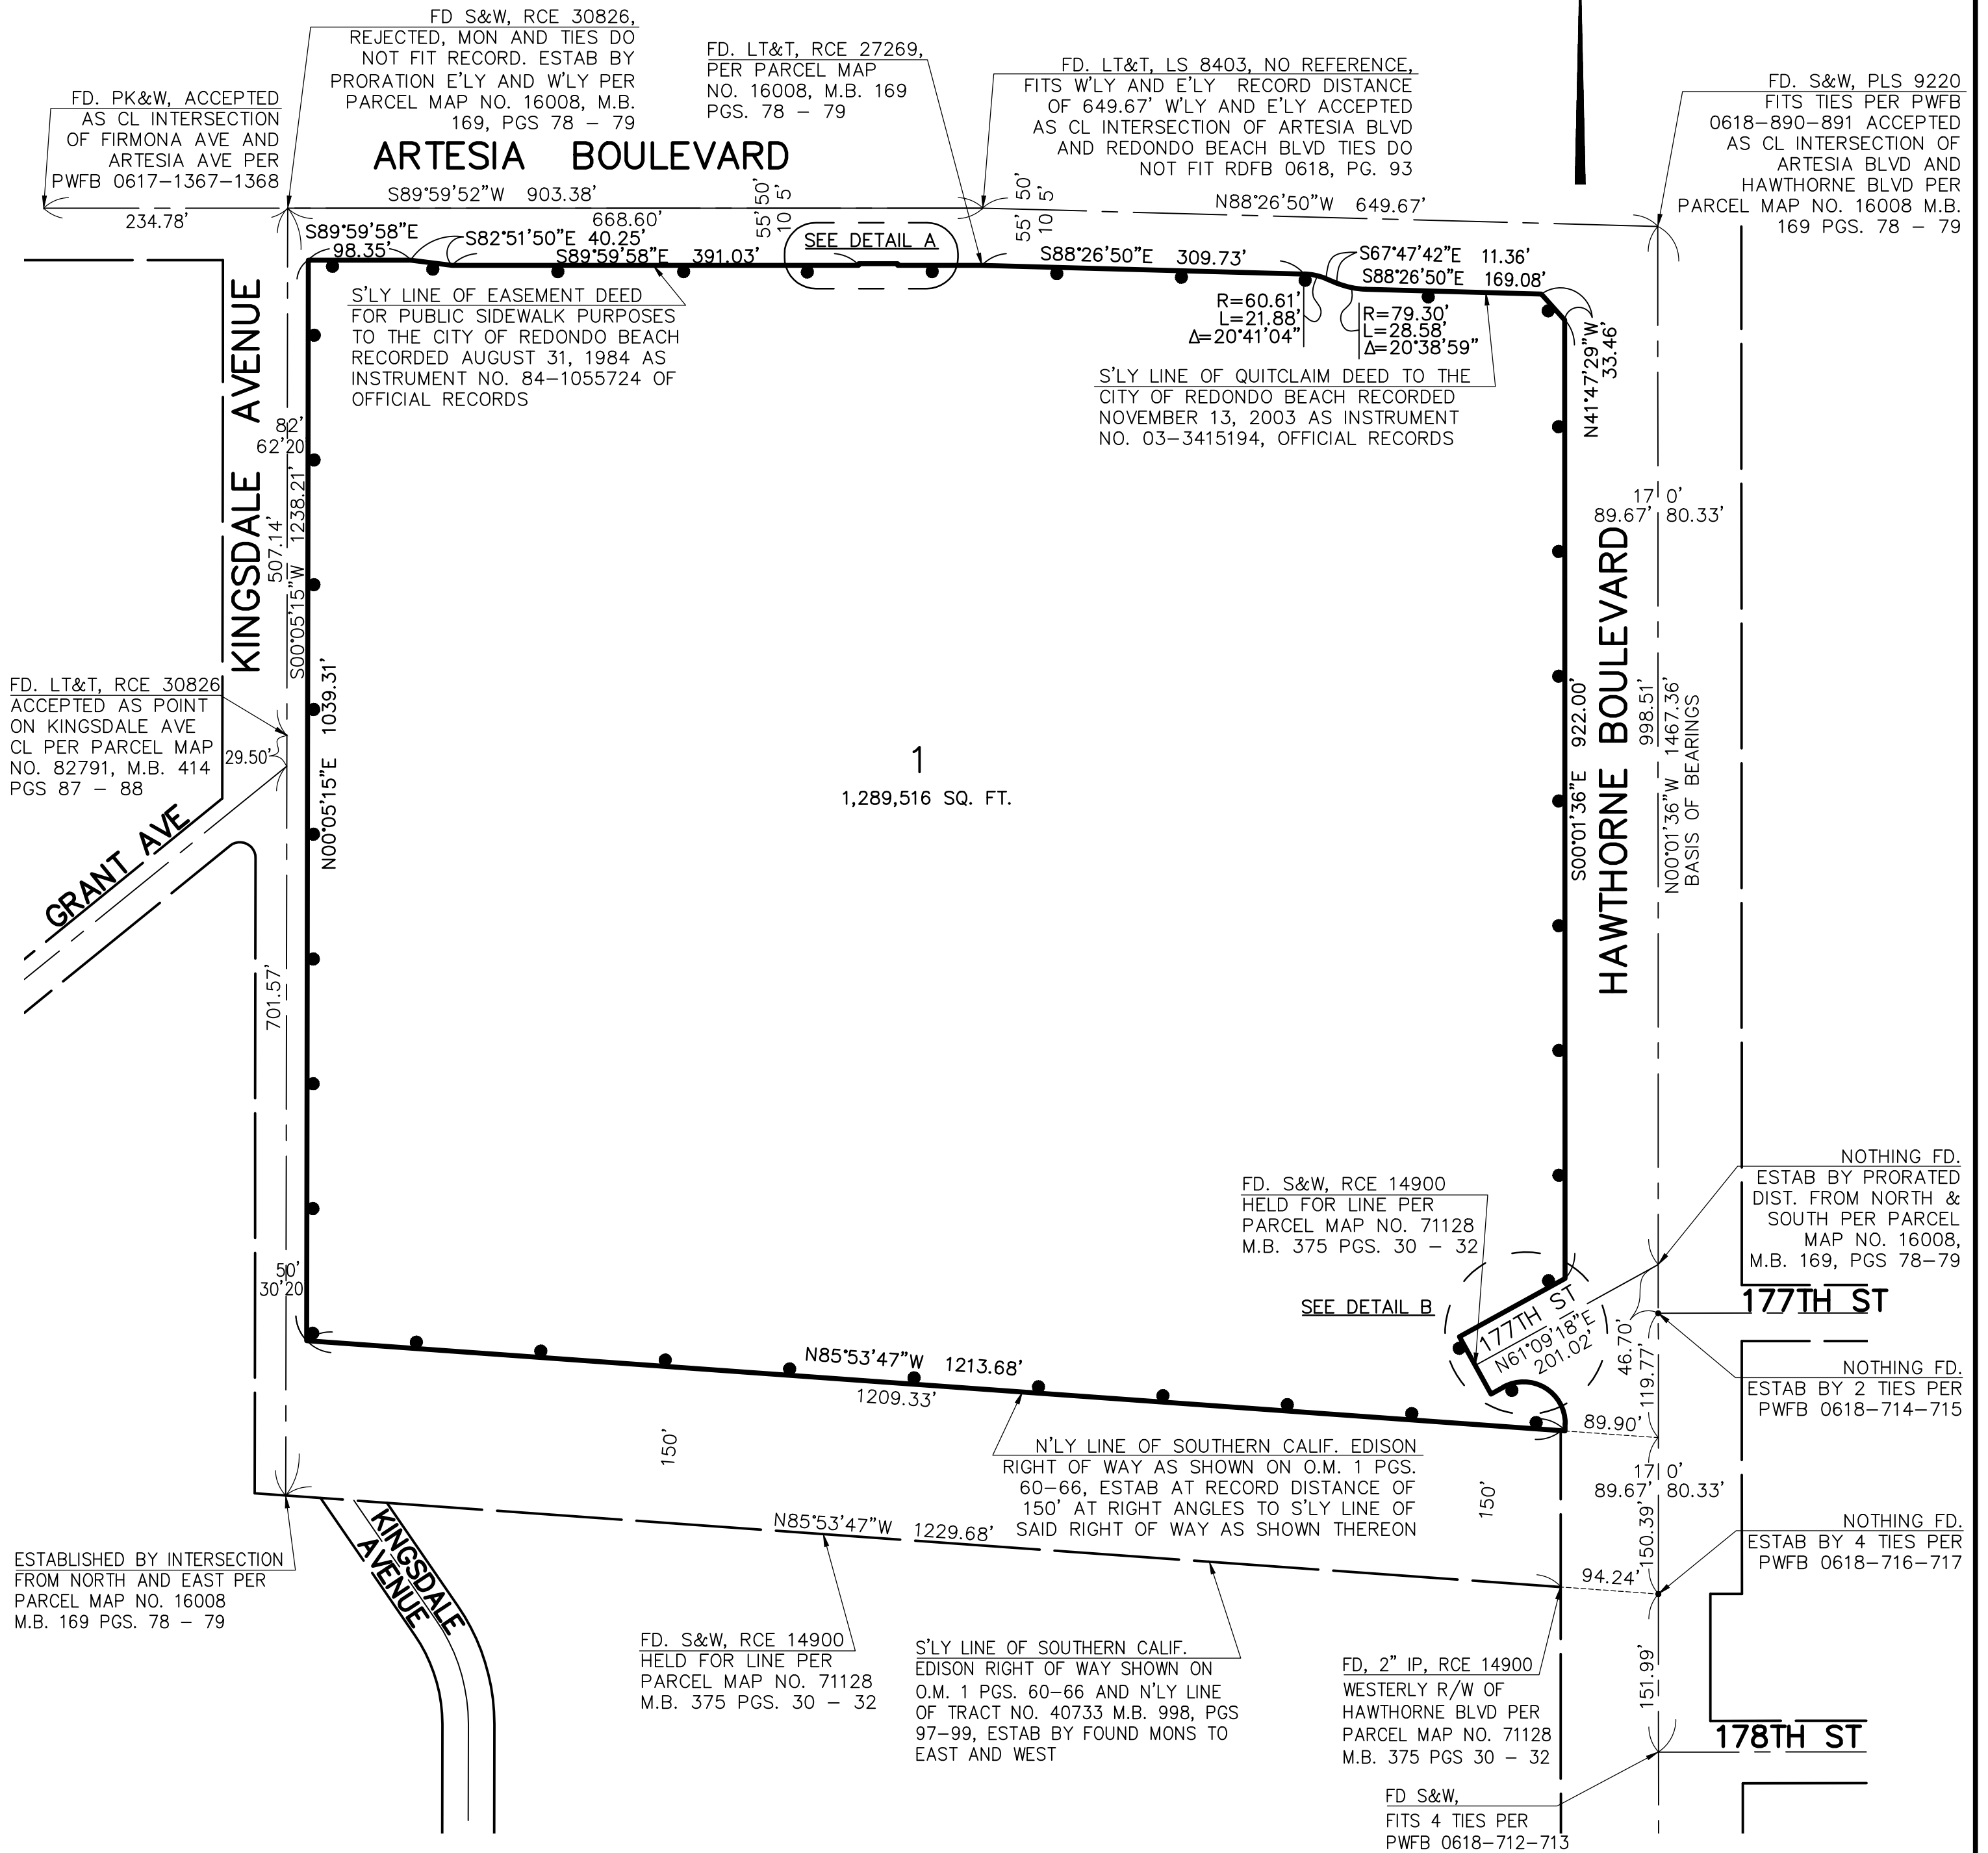 FD S&W, RCE 30826,
REJECTED, MON AND TIES DO
NOT FIT RECORD. ESTAB BY
PRORATION E'LY AND W'LY PER
PARCEL MAP NO. 16008, M.B.
169, PGS 78 – 79
FD. PK&W, ACCEPTED
AS CL INTERSECTION
OF FIRMONA AVE AND
ARTESIA AVE PER
PWFB 0617-1367-1368
FD. LT&T, RCE 27269,
PER PARCEL MAP
NO. 16008, M.B. 169
PGS. 78 – 79
FD. LT&T, LS 8403, NO REFERENCE,
FITS W'LY AND E'LY RECORD DISTANCE
OF 649.67' W'LY AND E'LY ACCEPTED
AS CL INTERSECTION OF ARTESIA BLVD
AND REDONDO BEACH BLVD TIES DO
NOT FIT RDFB 0618, PG. 93
FD. S&W, PLS 9220
FITS TIES PER PWFB
0618-890-891 ACCEPTED
AS CL INTERSECTION OF
ARTESIA BLVD AND
HAWTHORNE BLVD PER
PARCEL MAP NO. 16008 M.B.
169 PGS. 78 – 79
ARTESIA BOULEVARD
S89°59'52"W 903.38'
234.78'
668.60'
55' 50'
10 5'
55' 50'
10 5'
N88°26'50"W 649.67'
S89°59'58"E
98.35'
S82°51'50"E 40.25'
S89°59'58"E 391.03'
SEE DETAIL A
S88°26'50"E 309.73'
S67°47'42"E 11.36'
S88°26'50"E 169.08'
R=60.61'
L=21.88'
Δ=20°41'04"
R=79.30'
L=28.58'
Δ=20°38'59"
N41°47'29"W
33.46'
S'LY LINE OF EASEMENT DEED
FOR PUBLIC SIDEWALK PURPOSES
TO THE CITY OF REDONDO BEACH
RECORDED AUGUST 31, 1984 AS
INSTRUMENT NO. 84-1055724 OF
OFFICIAL RECORDS
S'LY LINE OF QUITCLAIM DEED TO THE
CITY OF REDONDO BEACH RECORDED
NOVEMBER 13, 2003 AS INSTRUMENT
NO. 03-3415194, OFFICIAL RECORDS
KINGSDALE AVENUE
82'
62'20
507.14'
S00°05'15"W 1238.21'
N00°05'15"E 1039.31'
FD. LT&T, RCE 30826
ACCEPTED AS POINT
ON KINGSDALE AVE
CL PER PARCEL MAP
NO. 82791, M.B. 414
PGS 87 – 88
29.50'
GRANT AVE
701.57'
1
1,289,516 SQ. FT.
17 0'
89.67' 80.33'
HAWTHORNE BOULEVARD
S00°01'36"E 922.00'
998.51'
N00°01'36"W 1467.36'
BASIS OF BEARINGS
NOTHING FD.
ESTAB BY PRORATED
DIST. FROM NORTH &
SOUTH PER PARCEL
MAP NO. 16008,
M.B. 169, PGS 78-79
FD. S&W, RCE 14900
HELD FOR LINE PER
PARCEL MAP NO. 71128
M.B. 375 PGS. 30 – 32
50'
30'20
SEE DETAIL B
177TH ST
N61°09'18"E
201.02'
46.70'
119.77'
177TH ST
NOTHING FD.
ESTAB BY 2 TIES PER
PWFB 0618-714-715
N85°53'47"W 1213.68'
1209.33'
89.90'
150'
N'LY LINE OF SOUTHERN CALIF. EDISON
RIGHT OF WAY AS SHOWN ON O.M. 1 PGS.
60-66, ESTAB AT RECORD DISTANCE OF
150' AT RIGHT ANGLES TO S'LY LINE OF
SAID RIGHT OF WAY AS SHOWN THEREON
150'
17 0'
89.67' 80.33'
150.39'
N85°53'47"W 1229.68'
94.24'
NOTHING FD.
ESTAB BY 4 TIES PER
PWFB 0618-716-717
ESTABLISHED BY INTERSECTION
FROM NORTH AND EAST PER
PARCEL MAP NO. 16008
M.B. 169 PGS. 78 – 79
KINGSDALE
AVENUE
FD. S&W, RCE 14900
HELD FOR LINE PER
PARCEL MAP NO. 71128
M.B. 375 PGS. 30 – 32
S'LY LINE OF SOUTHERN CALIF.
EDISON RIGHT OF WAY SHOWN ON
O.M. 1 PGS. 60-66 AND N'LY LINE
OF TRACT NO. 40733 M.B. 998, PGS
97-99, ESTAB BY FOUND MONS TO
EAST AND WEST
FD, 2" IP, RCE 14900
WESTERLY R/W OF
HAWTHORNE BLVD PER
PARCEL MAP NO. 71128
M.B. 375 PGS 30 – 32
151.99'
178TH ST
FD S&W,
FITS 4 TIES PER
PWFB 0618-712-713